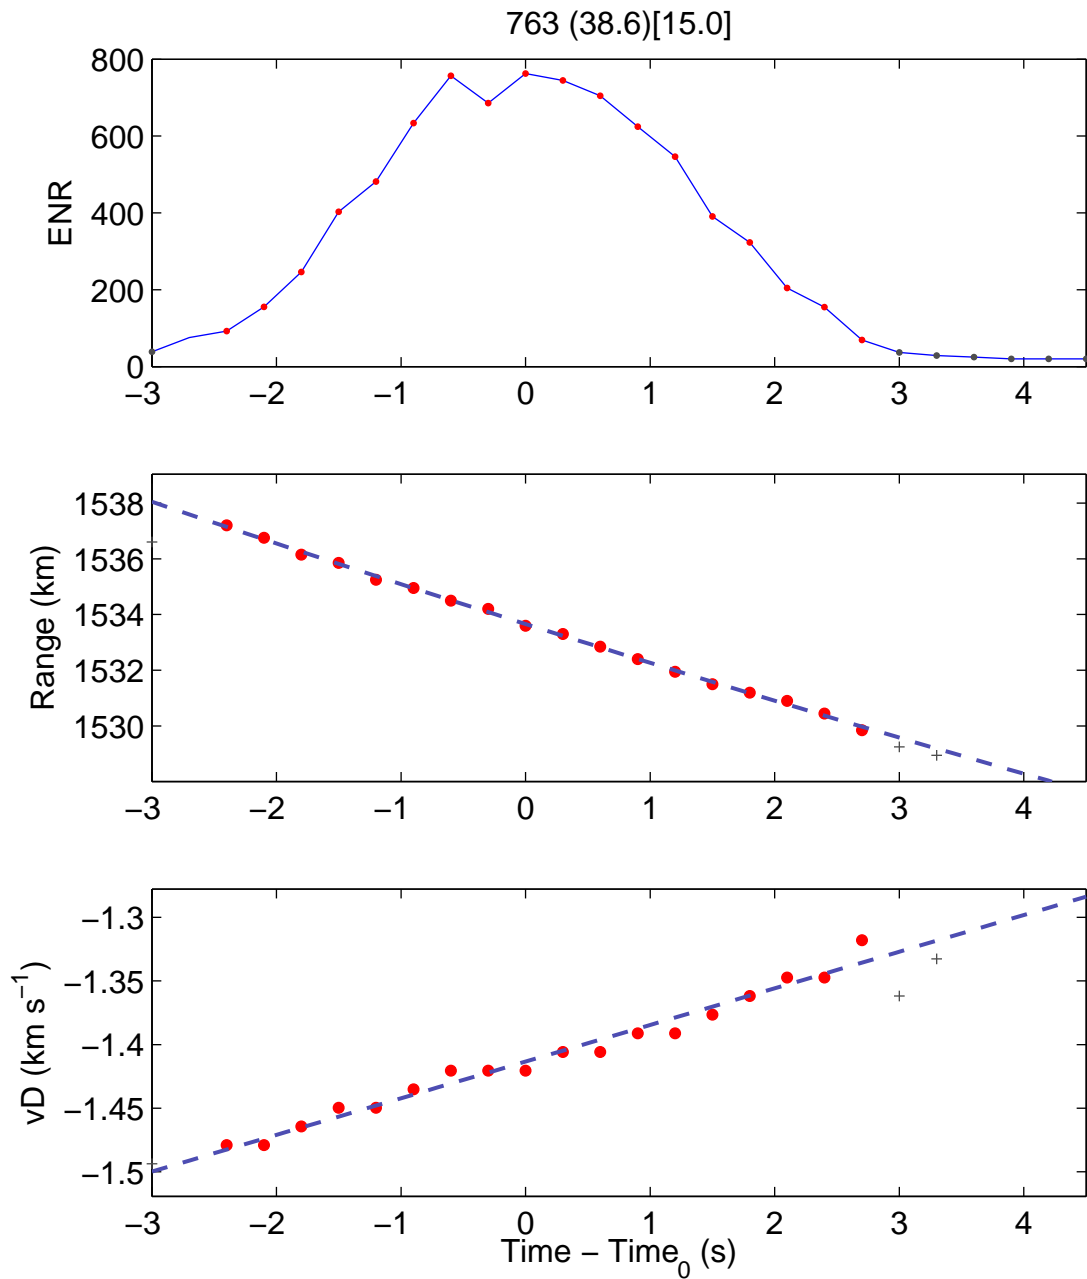 763 (38.6)[15.0]
800
600
400
200
0
ENR
−3 −2 −1 0 1 2 3 4
1538
1536
1534
1532
1530
Range (km)
−3 −2 −1 0 1 2 3 4
−1.3
−1.35
−1.4
−1.45
−1.5
vD (km s⁻¹)
−3 −2 −1 0 1 2 3 4
Time − Time₀ (s)